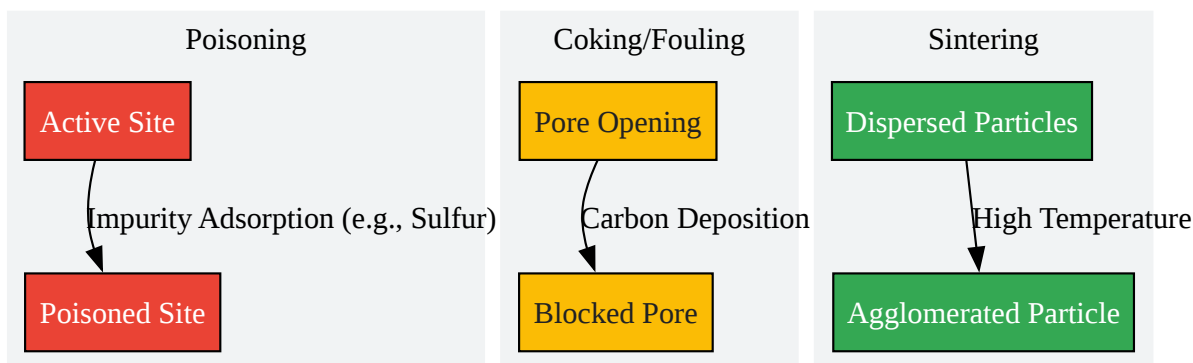 Poisoning
Active Site
Impurity Adsorption (e.g., Sulfur)
Poisoned Site
Coking/Fouling
Pore Opening
Carbon Deposition
Blocked Pore
Sintering
Dispersed Particles
High Temperature
Agglomerated Particle